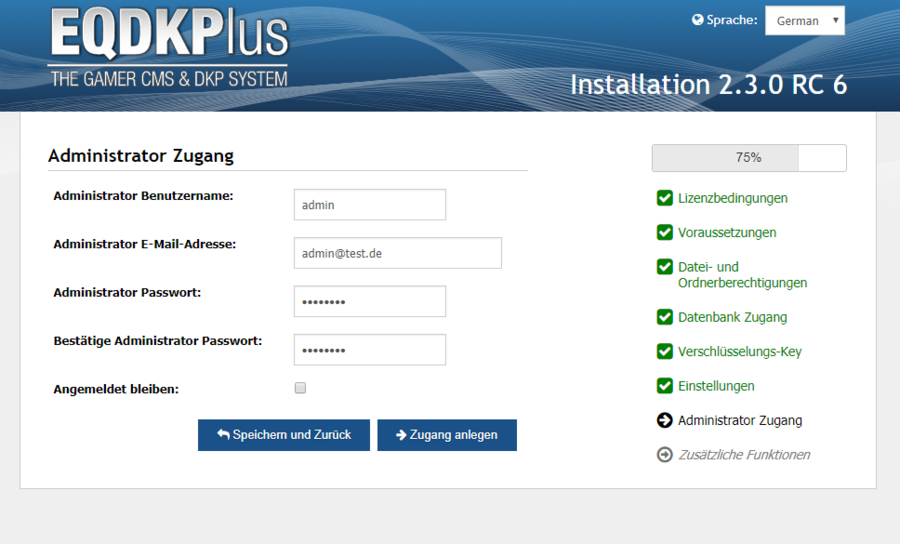 EQDKPlus
THE GAMER CMS & DKP SYSTEM
Sprache:
German
Installation 2.3.0 RC 6
Administrator Zugang
Administrator Benutzername:
admin
Administrator E-Mail-Adresse:
admin@test.de
Administrator Passwort:
••••••••
Bestätige Administrator Passwort:
••••••••
Angemeldet bleiben:
Speichern und Zurück
Zugang anlegen
75%
Lizenzbedingungen
Voraussetzungen
Datei- und
Ordnerberechtigungen
Datenbank Zugang
Verschlüsselungs-Key
Einstellungen
Administrator Zugang
Zusätzliche Funktionen